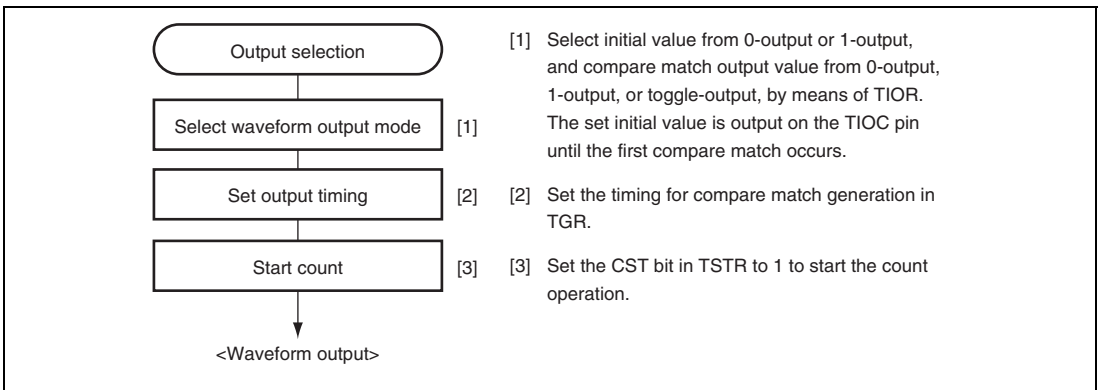 Output selection
Select waveform output mode [1]
Set output timing [2]
Start count [3]
<Waveform output>
[1] Select initial value from 0-output or 1-output,
and compare match output value from 0-output,
1-output, or toggle-output, by means of TIOR.
The set initial value is output on the TIOC pin
until the first compare match occurs.
[2] Set the timing for compare match generation in
TGR.
[3] Set the CST bit in TSTR to 1 to start the count
operation.